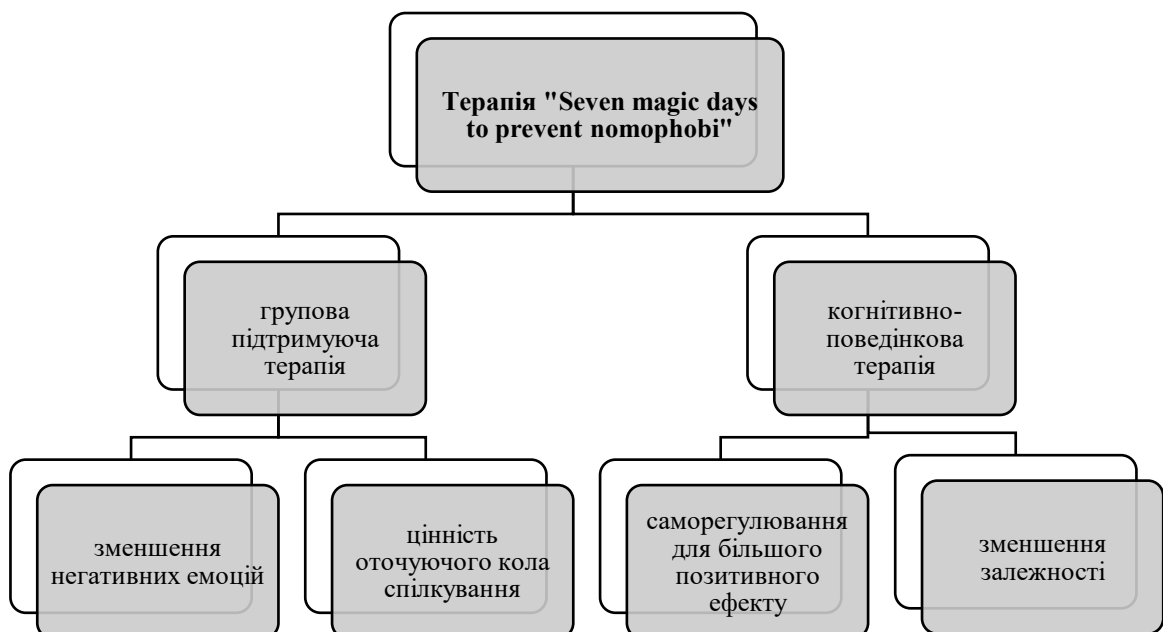 Терапія "Seven magic days
to prevent nomophobi"
групова
підтримуюча
терапія
когнітивно-
поведінкова
терапія
зменшення
негативних емоцій
цінність
оточуючого кола
спілкування
саморегулювання
для більшого
позитивного
ефекту
зменшення
залежності